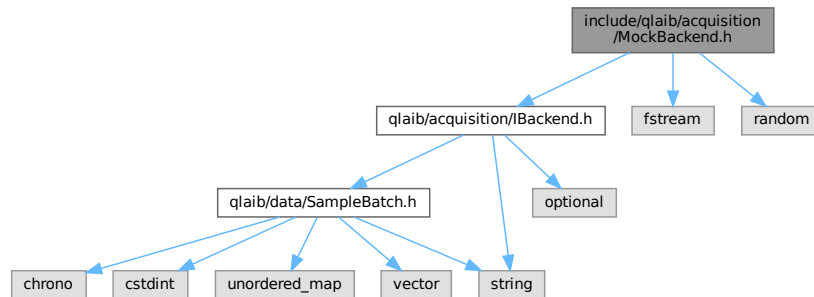 include/qlaib/acquisition
/MockBackend.h
qlaib/acquisition/IBackend.h
fstream
random
qlaib/data/SampleBatch.h
optional
chrono
cstdint
unordered_map
vector
string